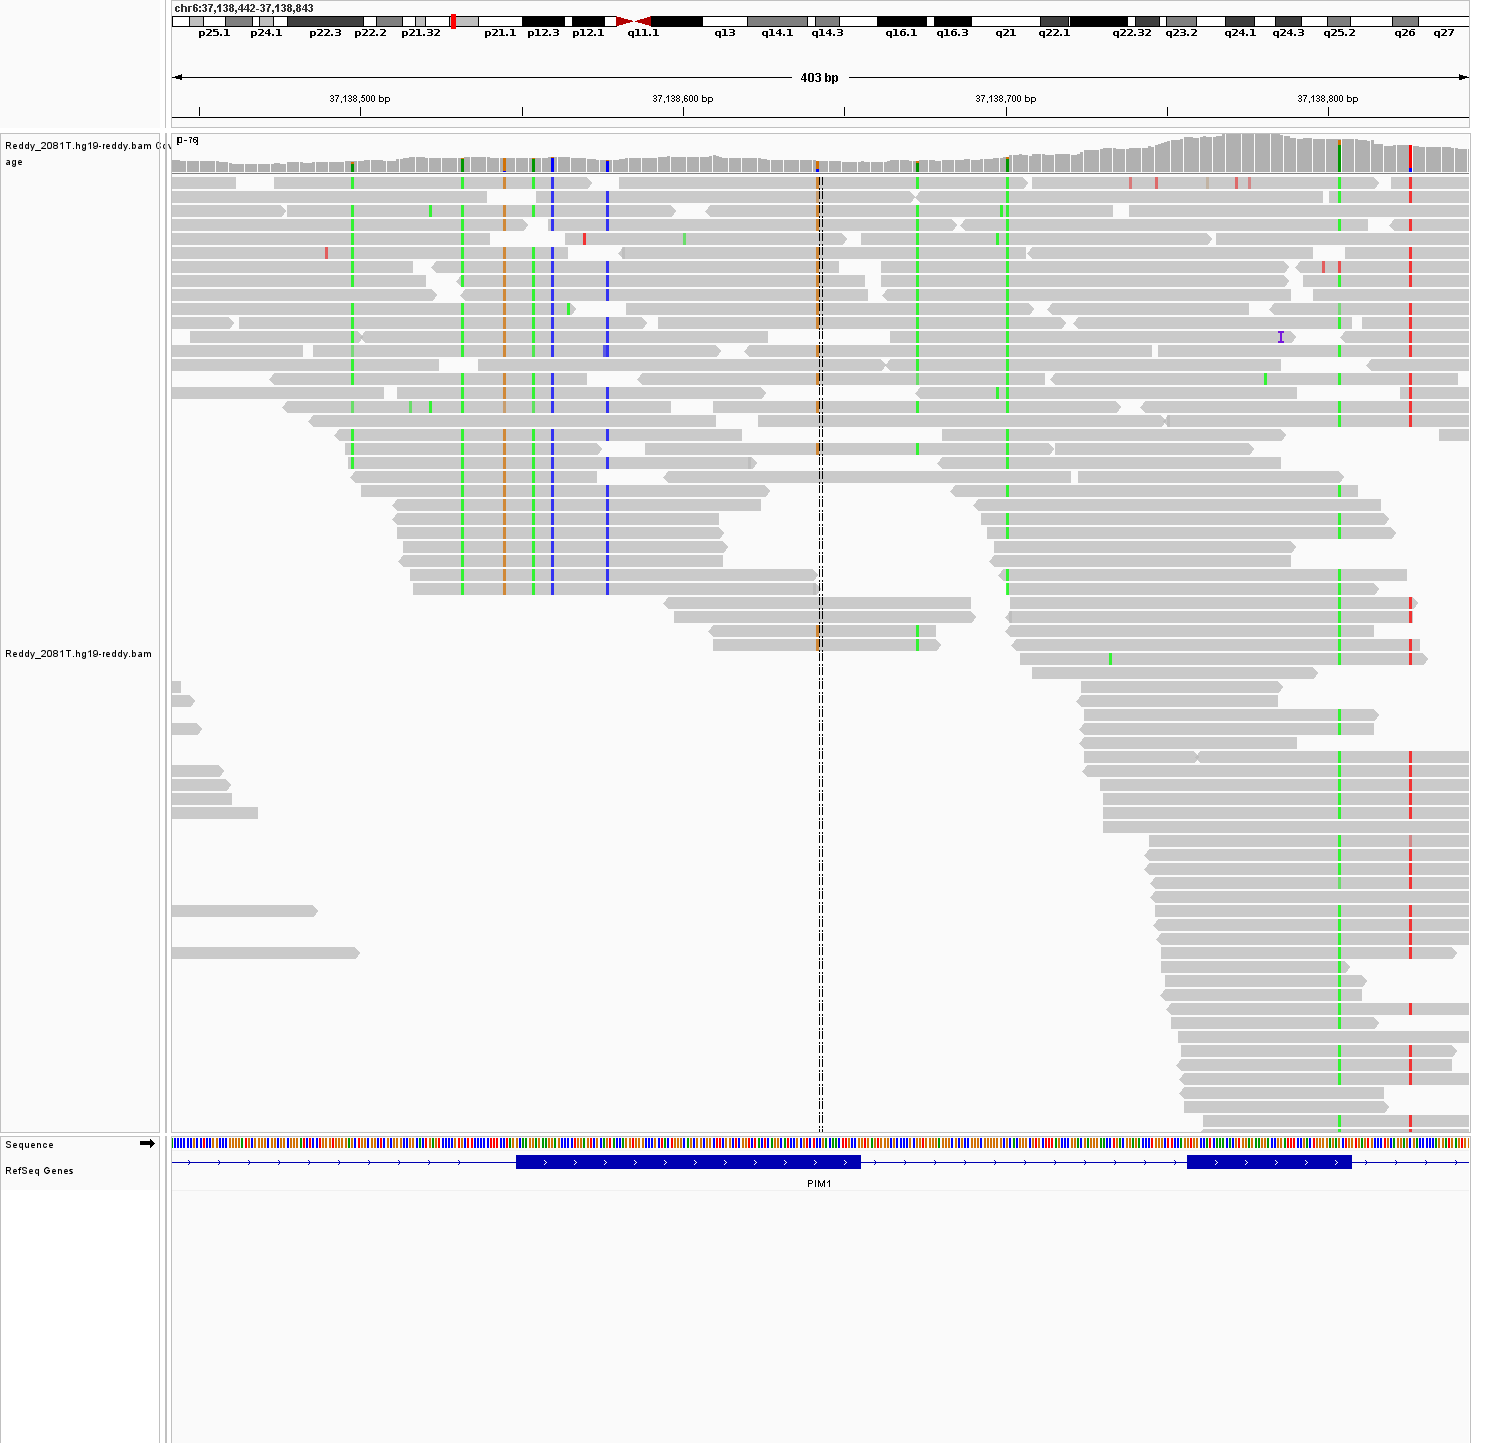 chr6:37,138,442-37,138,843
p25.1 p24.1 p22.3 p22.2 p21.32 p21.1 p12.3 p12.1 q11.1 q13 q14.1 q14.3 q16.1 q16.3 q21 q22.1 q22.32 q23.2 q24.1 q24.3 q25.2 q26 q27
403 bp
37,138,500 bp 37,138,600 bp 37,138,700 bp 37,138,800 bp
[0-76]
Reddy_2081T.hg19-reddy.bam Cov
age
Reddy_2081T.hg19-reddy.bam
Sequence
RefSeq Genes
PIM1